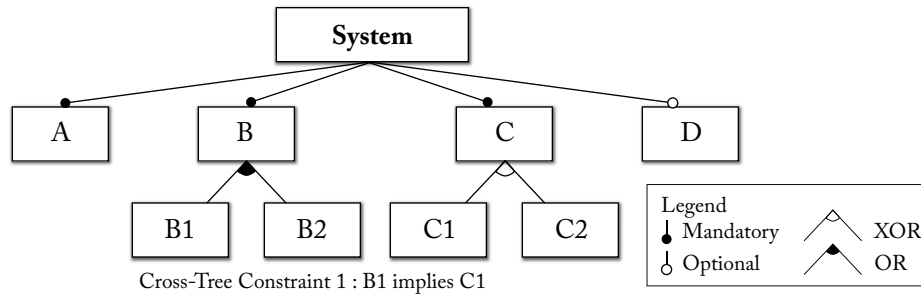 System
A
B
C
D
B1
B2
C1
C2
Cross-Tree Constraint 1 : B1 implies C1
Legend
Mandatory
XOR
Optional
OR